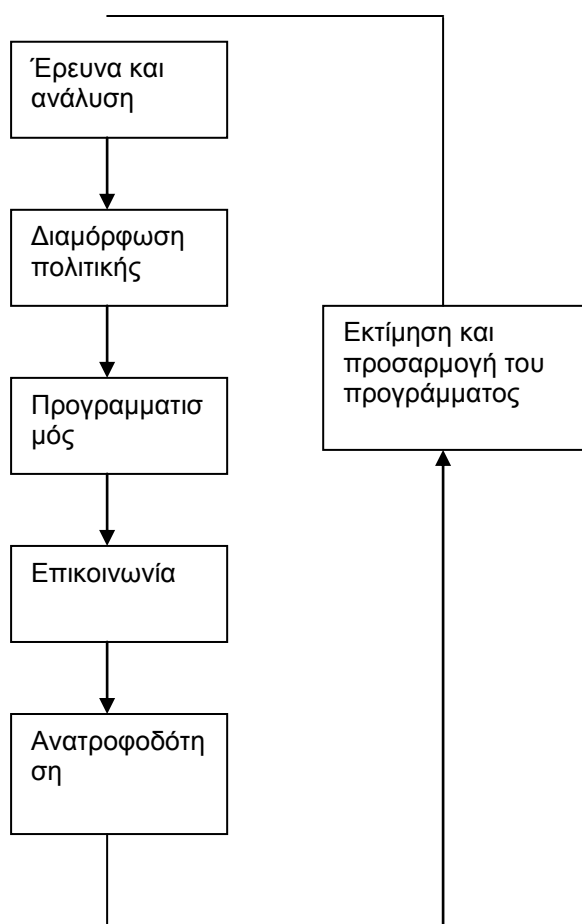 Έρευνα και
ανάλυση
Διαμόρφωση
πολιτικής
Προγραμματισ
μός
Επικοινωνία
Ανατροφοδότη
ση
Εκτίμηση και
προσαρμογή του
προγράμματος